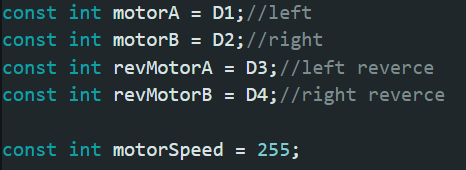 const int motorA = D1;//left
const int motorB = D2;//right
const int revMotorA = D3;//left reverce
const int revMotorB = D4;//right reverce
const int motorSpeed = 255;